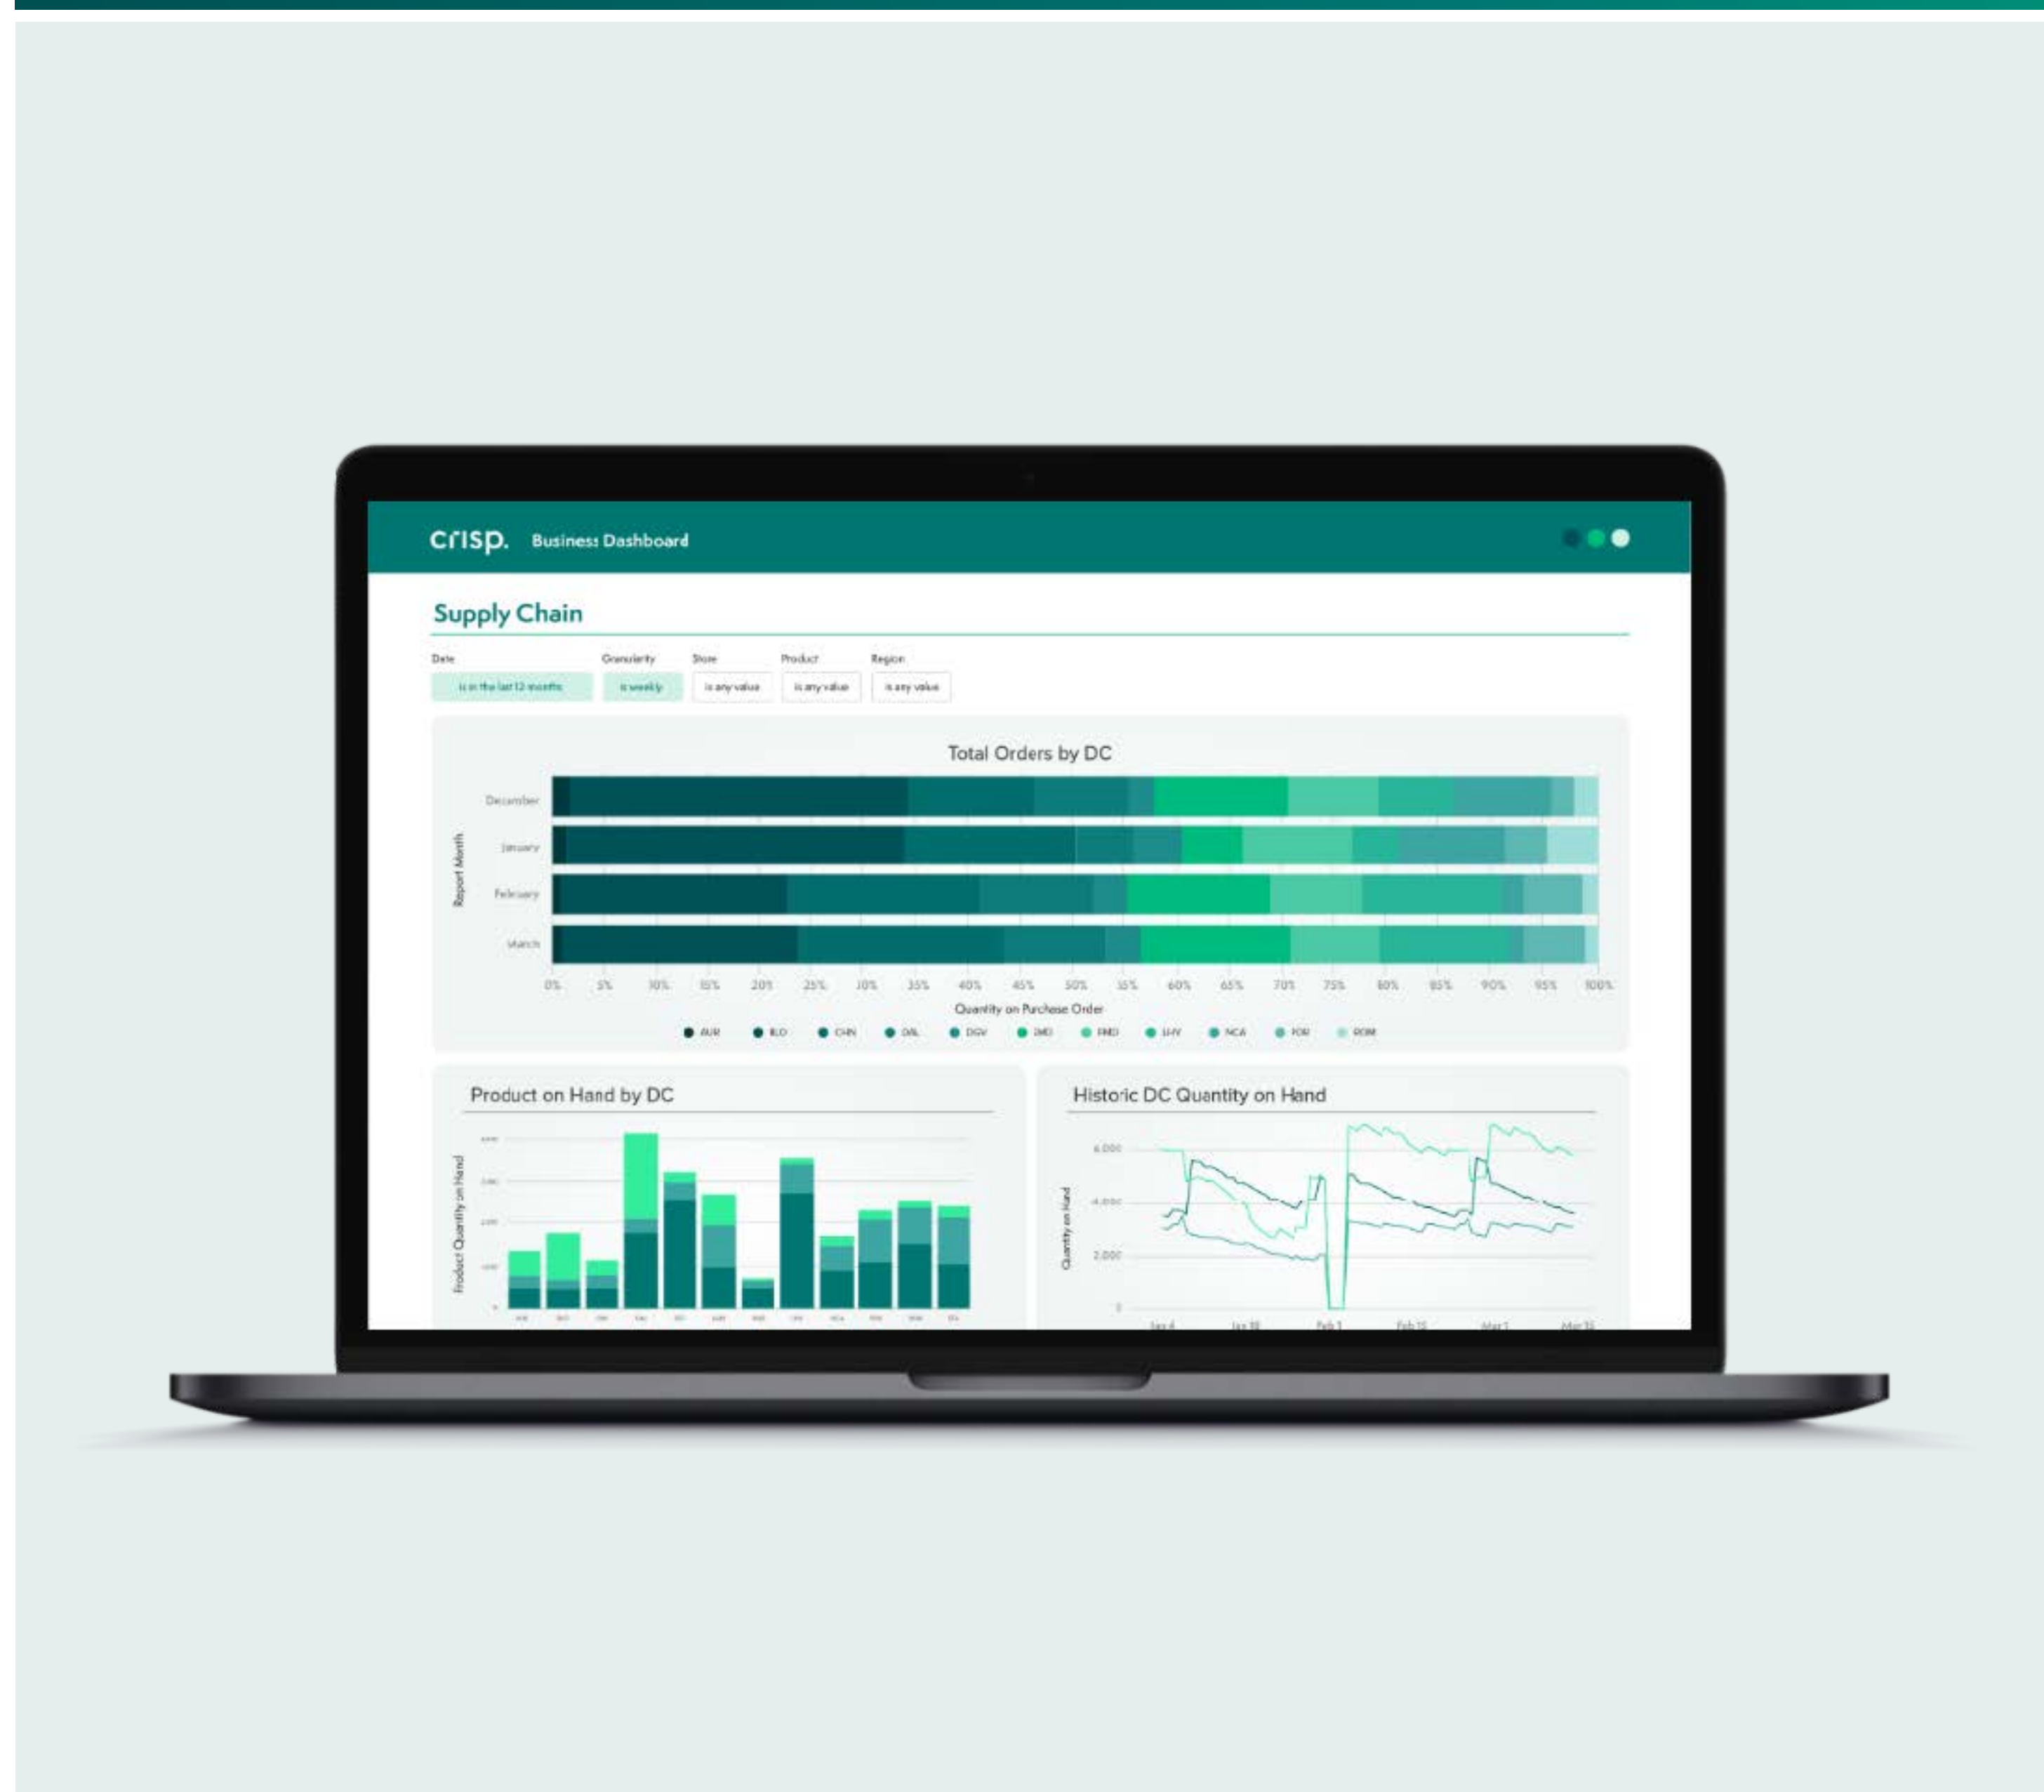 crisp. Business Dashboard
Supply Chain
Date Granularity Store Product Region
is in the last 12 months is weekly is any value is any value is any value
Total Orders by DC
Report Month
December
January
February
March
0% 5% 10% 15% 20% 25% 30% 35% 40% 45% 50% 55% 60% 65% 70% 75% 80% 85% 90% 95% 100%
Quantity on Purchase Order
AUR CHN DAL DGV NCA
Product on Hand by DC
Product Quantity on Hand
0
Historic DC Quantity on Hand
Quantity on Hand
6,000
4,000
2,000
0
Jan 4 Jan 18 Feb 1 Feb 15 Mar 1 Mar 15